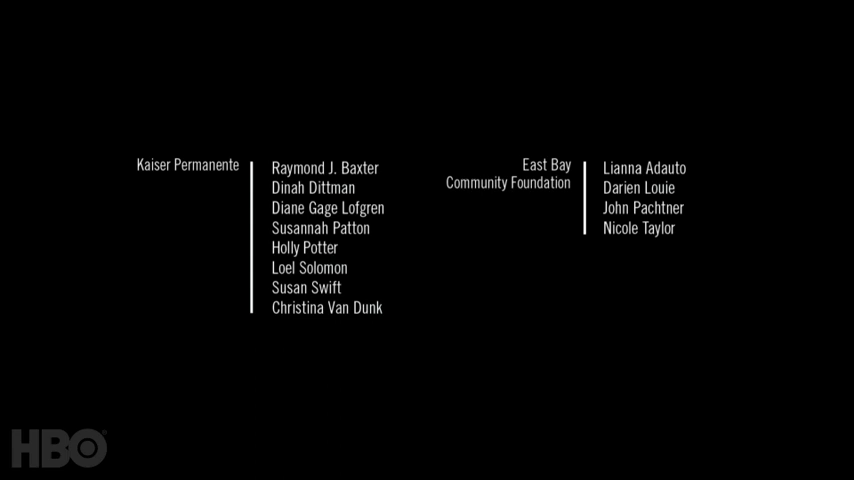 Kaiser Permanente
Raymond J. Baxter
Dinah Dittman
Diane Gage Lofgren
Susannah Patton
Holly Potter
Loel Solomon
Susan Swift
Christina Van Dunk
East Bay
Community Foundation
Lianna Adauto
Darien Louie
John Pachtner
Nicole Taylor
HBO